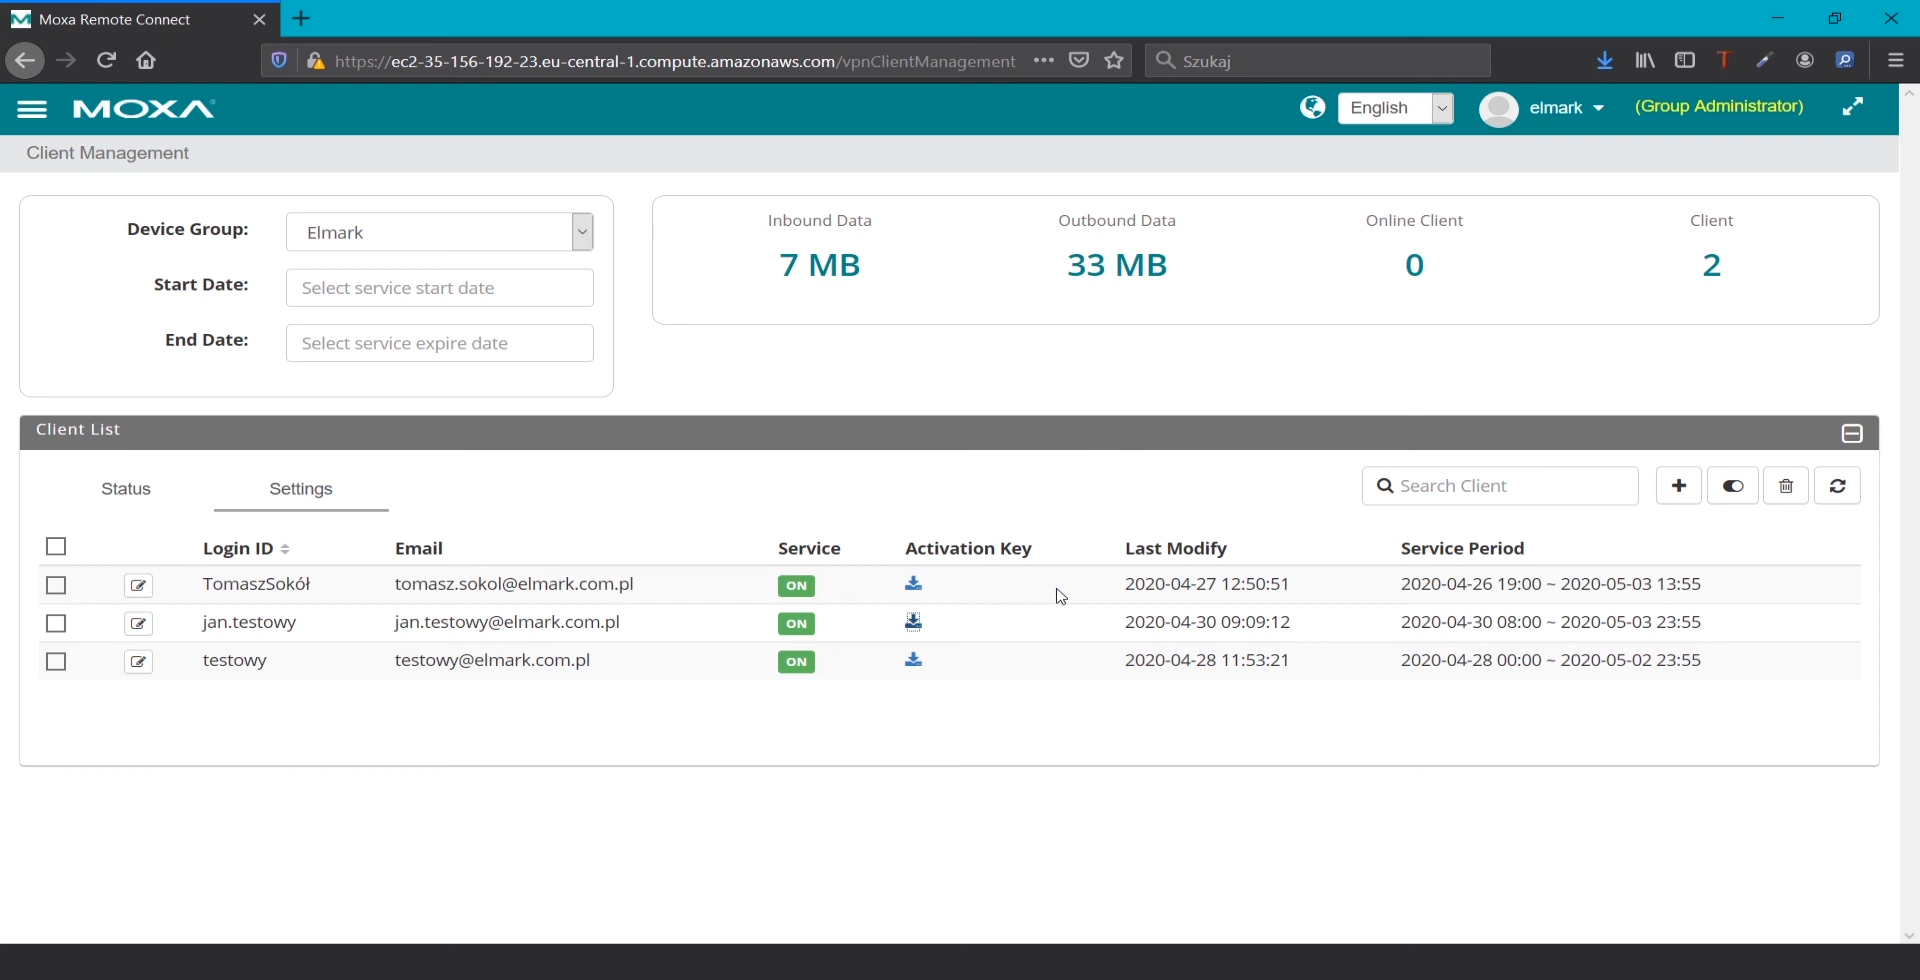 Moxa Remote Connect
https://ec2-35-156-192-23.eu-central-1.compute.amazonaws.com/vpnClientManagement
Szukaj
MOXA
English
elmark
(Group Administrator)
Client Management
Device Group:
Elmark
Start Date:
Select service start date
End Date:
Select service expire date
Inbound Data
Outbound Data
Online Client
Client
7 MB
33 MB
0
2
Client List
Status
Settings
Search Client
Login ID
Email
Service
Activation Key
Last Modify
Service Period
TomaszSokół tomasz.sokol@elmark.com.pl ON 2020-04-27 12:50:51 2020-04-26 19:00 ~ 2020-05-03 13:55
jan.testowy jan.testowy@elmark.com.pl ON 2020-04-30 09:09:12 2020-04-30 08:00 ~ 2020-05-03 23:55
testowy testowy@elmark.com.pl ON 2020-04-28 11:53:21 2020-04-28 00:00 ~ 2020-05-02 23:55